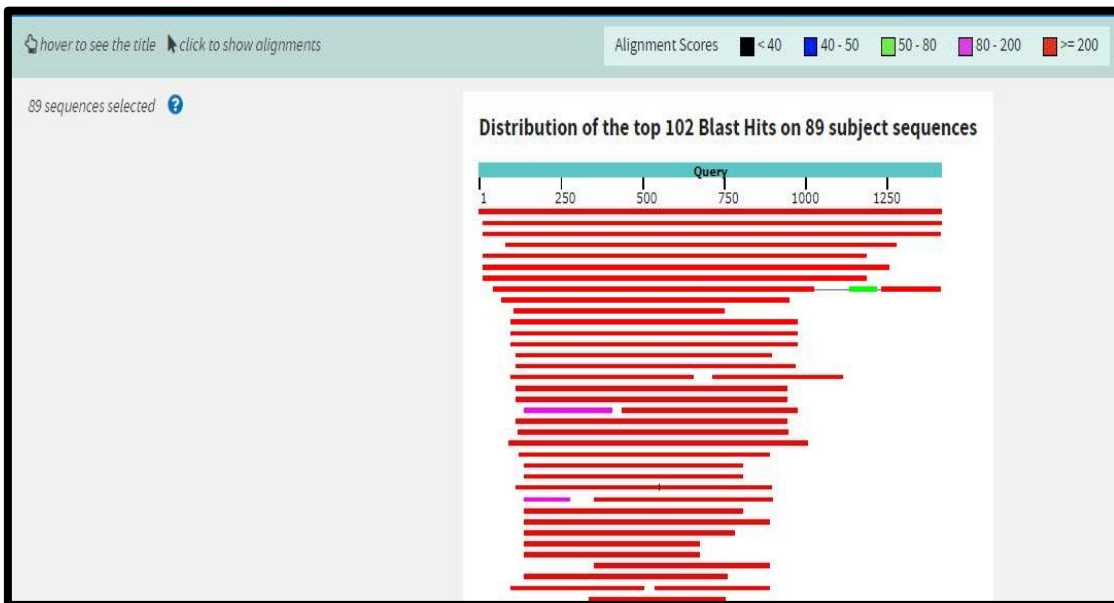 hover to see the title click to show alignments
Alignment Scores < 40 40 - 50 50 - 80 80 - 200 >= 200
89 sequences selected ?
Distribution of the top 102 Blast Hits on 89 subject sequences
Query
1 250 500 750 1000 1250